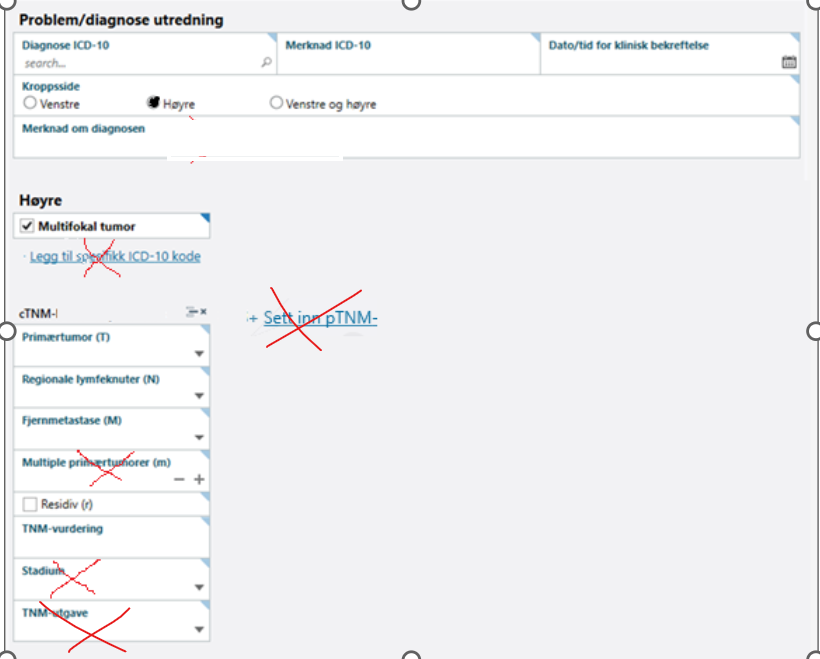 Problem/diagnose utredning
Diagnose ICD-10 Merknad ICD-10 Dato/tid for klinisk bekreftelse
search...
Kroppsside
Venstre Høyre Venstre og høyre
Merknad om diagnosen
Høyre
Multifokal tumor
Legg til spesifikk ICD-10 kode
cTNM-
+ Sett inn pTNM-
Primærtumor (T)
Regionale lymfeknuter (N)
Fjernmetastase (M)
Multiple primærtumorer (m)
Residiv (r)
TNM-vurdering
Stadium
TNM-utgave